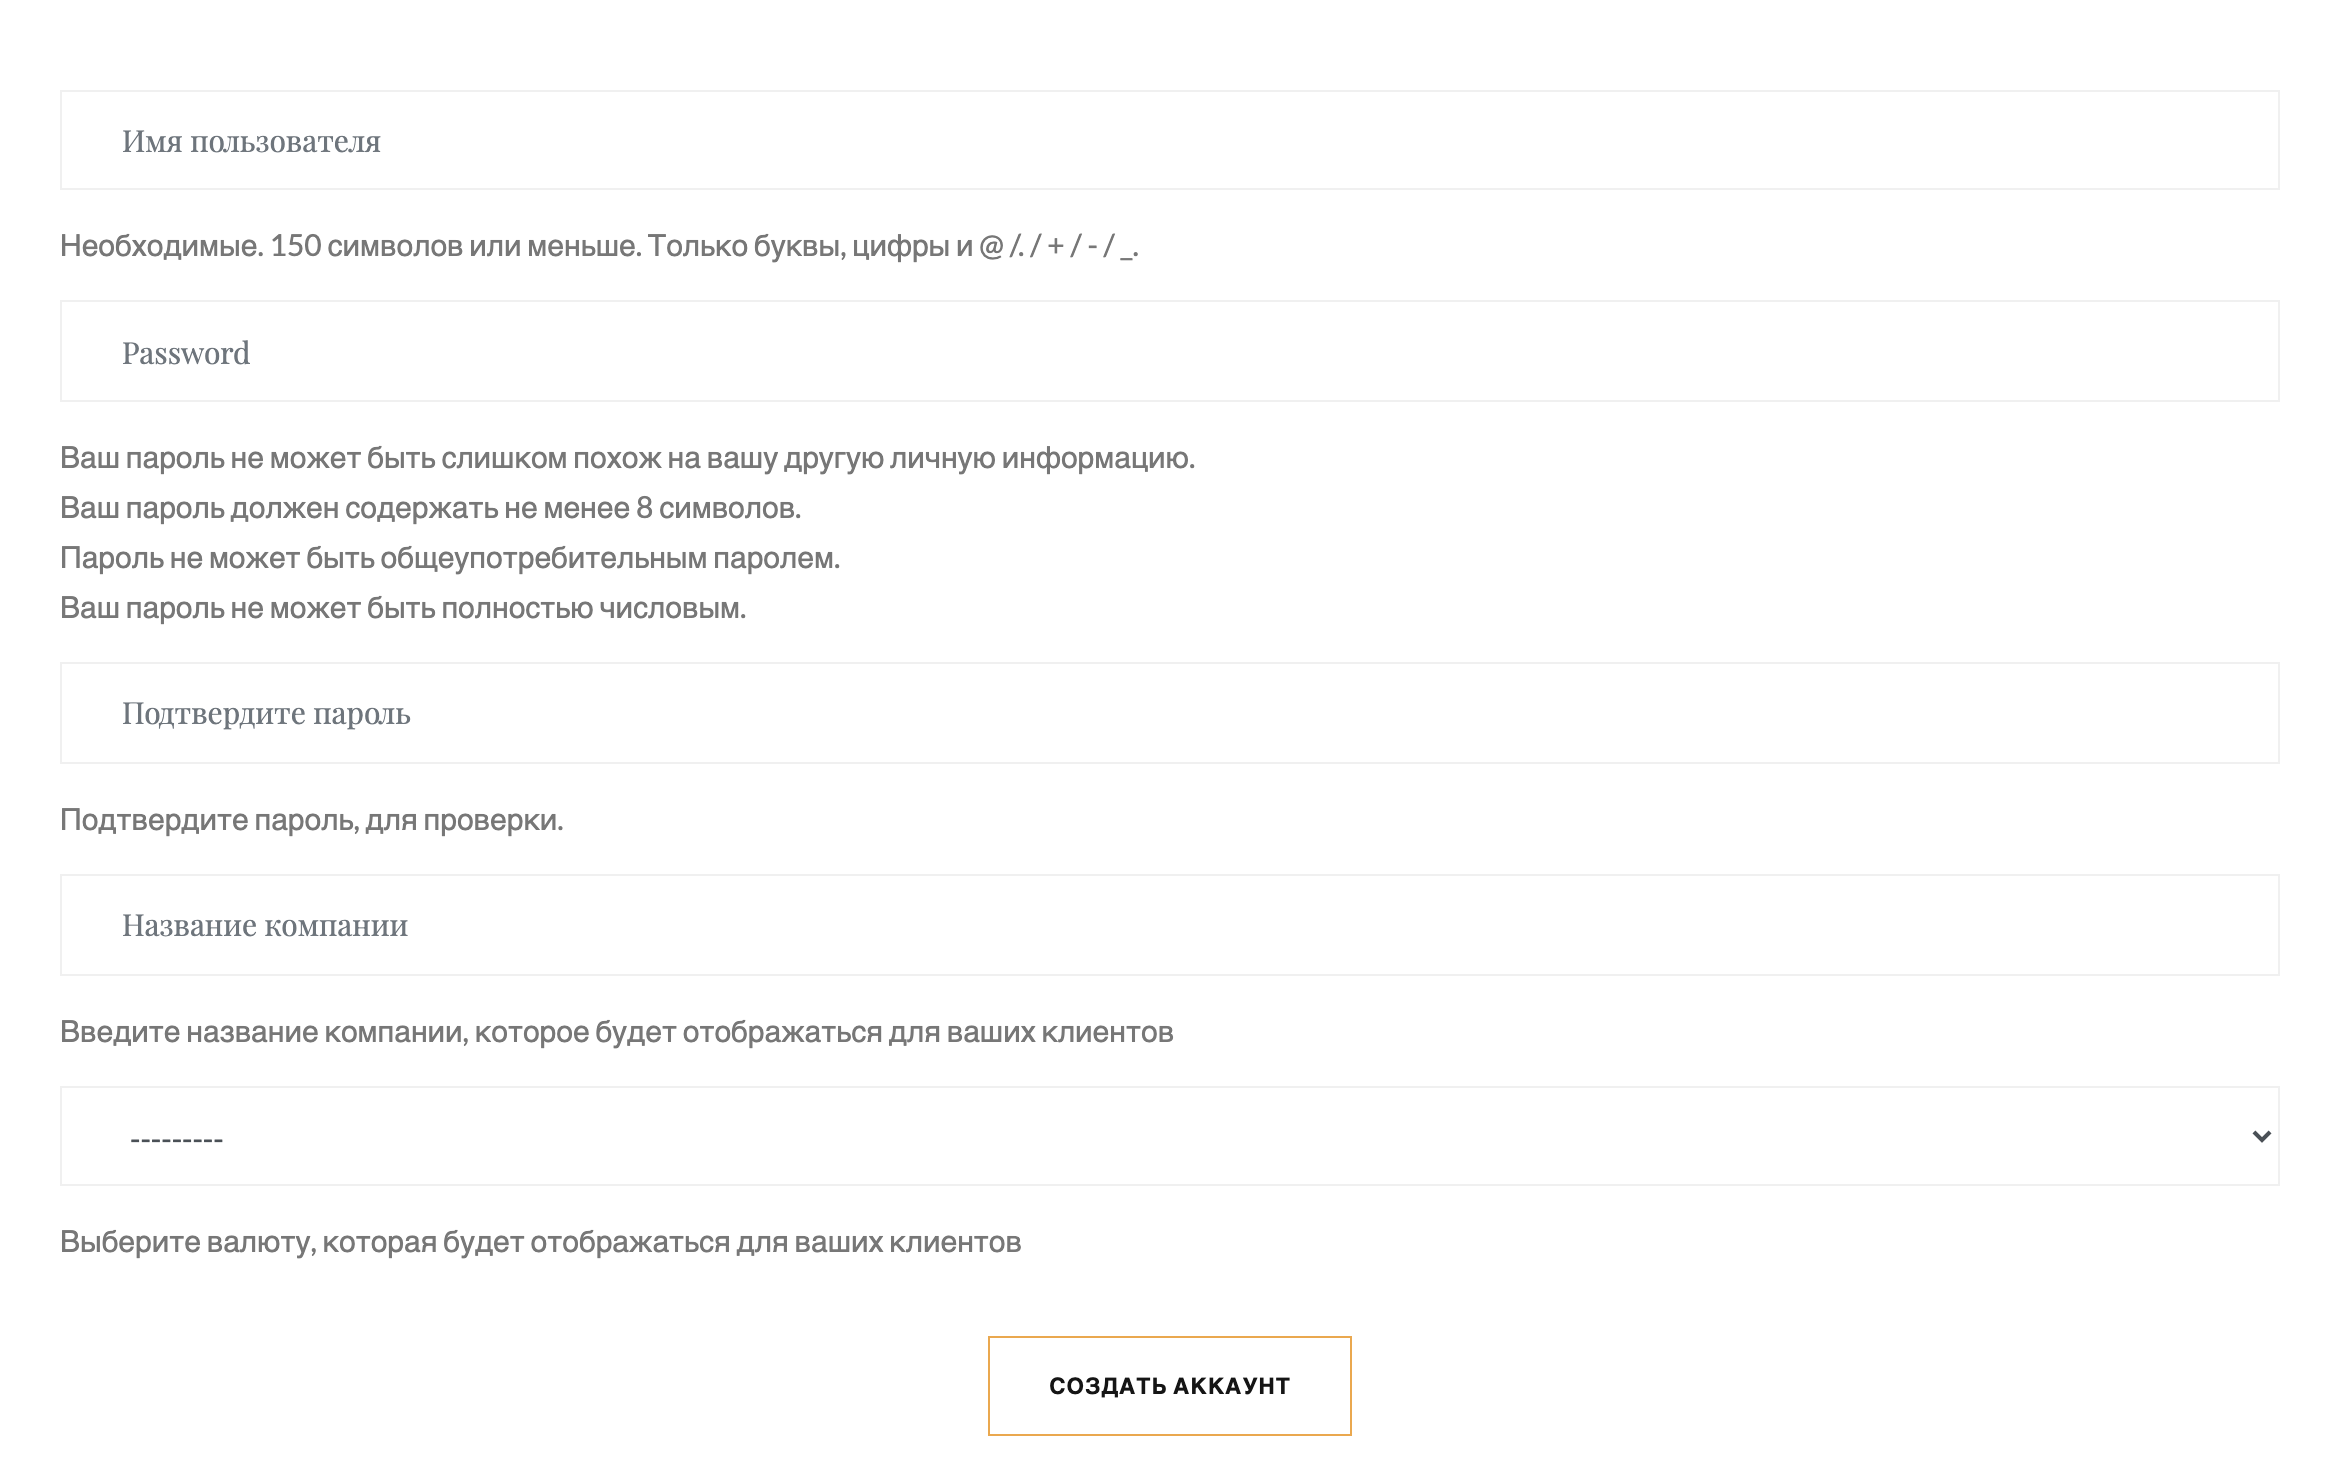 Имя пользователя
Необходимые. 150 символов или меньше. Только буквы, цифры и @ /. / + / - / _.
Password
Ваш пароль не может быть слишком похож на вашу другую личную информацию.
Ваш пароль должен содержать не менее 8 символов.
Пароль не может быть общеупотребительным паролем.
Ваш пароль не может быть полностью числовым.
Подтвердите пароль
Подтвердите пароль, для проверки.
Название компании
Введите название компании, которое будет отображаться для ваших клиентов
---------
Выберите валюту, которая будет отображаться для ваших клиентов
СОЗДАТЬ АККАУНТ